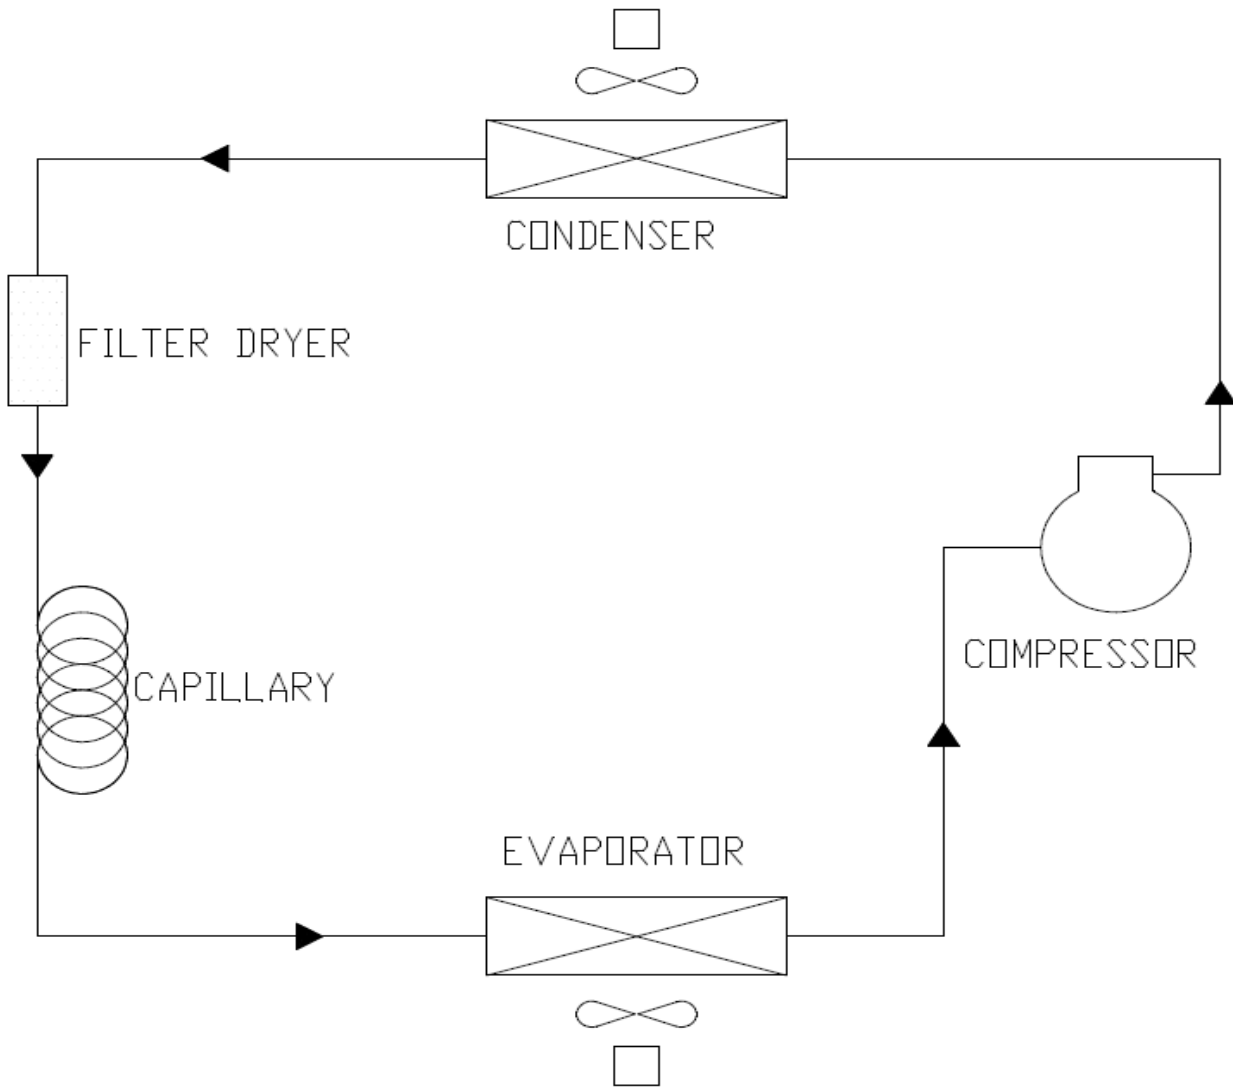 CONDENSER
FILTER DRYER
COMPRESSOR
CAPILLARY
EVAPORATOR